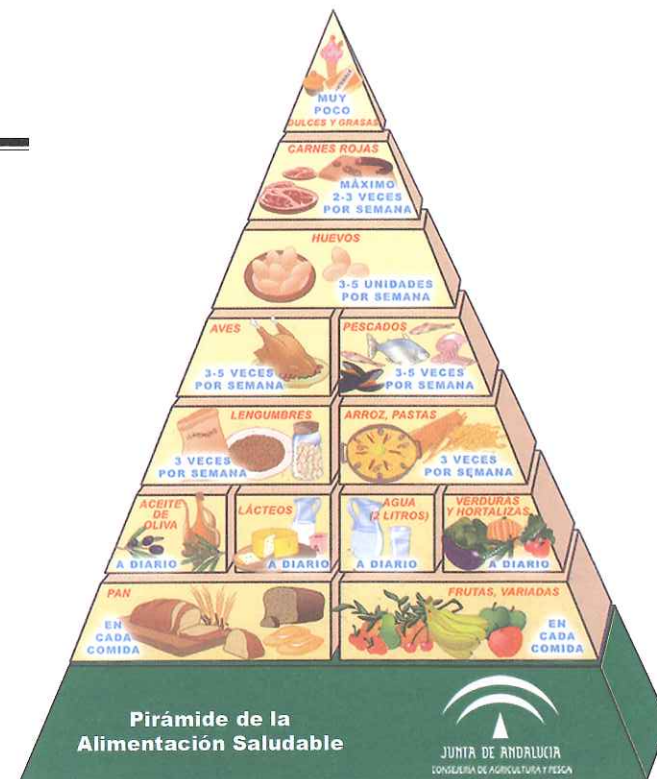 MUY
POCO
DULCES Y GRASAS
CARNES ROJAS
MÁXIMO
2-3 VECES
POR SEMANA
HUEVOS
3-5 UNIDADES
POR SEMANA
AVES
3-5 VECES
POR SEMANA
PESCADOS
3-5 VECES
POR SEMANA
LENGUMBRES
3 VECES
POR SEMANA
ARROZ, PASTAS
3 VECES
POR SEMANA
ACEITE
DE
OLIVA
A DIARIO
LÁCTEOS
A DIARIO
AGUA
(2 LITROS)
A DIARIO
VERDURAS
Y HORTALIZAS
A DIARIO
PAN
EN
CADA
COMIDA
FRUTAS, VARIADAS
EN
CADA
COMIDA
Pirámide de la
Alimentación Saludable
JUNTA DE ANDALUCIA
CONSEJERIA DE AGRICULTURA Y PESCA